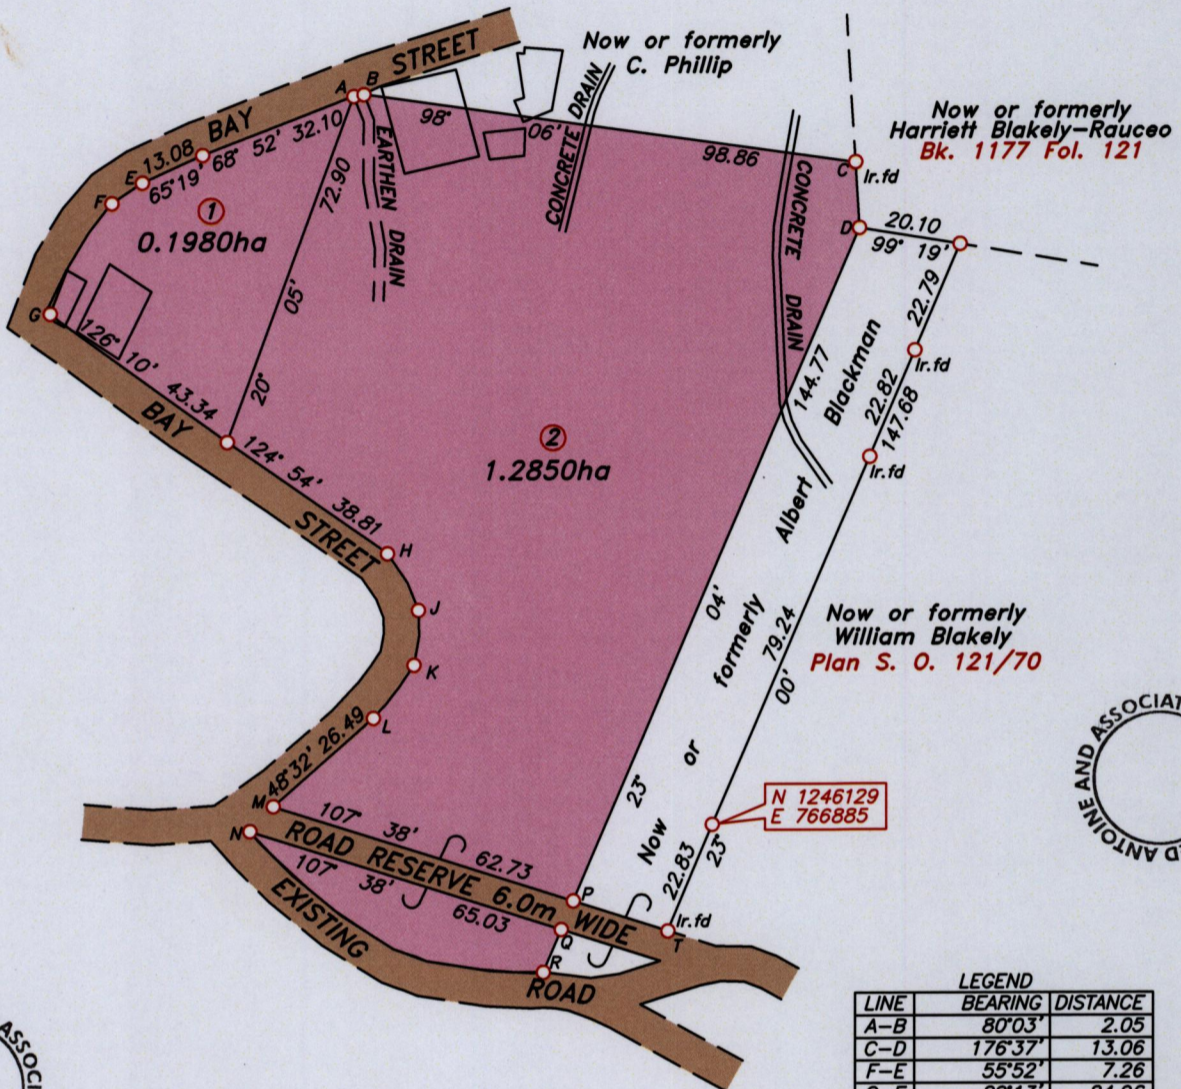 Now or formerly
C. Phillip
BAY STREET
A
B
13.08
68° 52' 32.10
65°19'
E
F
98° 06' 98.86
EARTHEN DRAIN
CONCRETE DRAIN
CONCRETE DRAIN
Now or formerly
Harriett Blakely-Rauceo
Bk. 1177 Fol. 121
C
Ir.fd
D
20.10
99° 19'
1
0.1980ha
72.90
05'
20°
G
126° 10' 43.34
BAY STREET
124° 54' 38.81
2
1.2850ha
144.77
04'
23°
22.79
Ir.fd
22.82
147.68
Ir.fd
79.24
00'
Now or formerly Albert Blackman
Now or formerly
William Blakely
Plan S. O. 121/70
H
J
K
L
48°32' 26.49
M
N
107° 38' 62.73
ROAD RESERVE 6.0m WIDE
107° 38' 65.03
N 1246129
E 766885
22.83
23°
P
Q
R
Ir.fd
T
EXISTING ROAD
LEGEND
LINE BEARING DISTANCE
A-B 80°03' 2.05
C-D 176°37' 13.06
F-E 55°52' 7.26